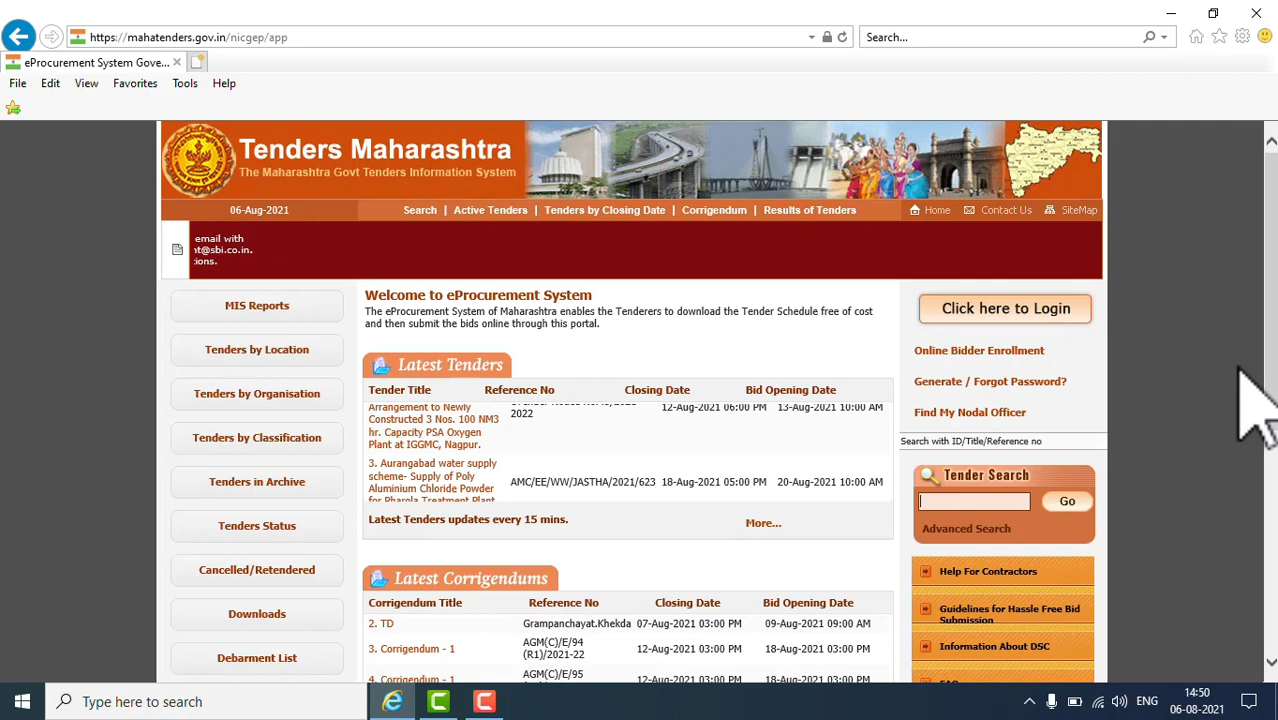 https://mahatenders.gov.in/nicgep/app
Search...
eProcurement System Gove...
File Edit View Favorites Tools Help
Tenders Maharashtra
The Maharashtra Govt Tenders Information System
06-Aug-2021
Search | Active Tenders | Tenders by Closing Date | Corrigendum | Results of Tenders
Home Contact Us SiteMap
email with
nt@sbi.co.in.
ions.
MIS Reports
Tenders by Location
Tenders by Organisation
Tenders by Classification
Tenders in Archive
Tenders Status
Cancelled/Retendered
Downloads
Debarment List
Welcome to eProcurement System
The eProcurement System of Maharashtra enables the Tenderers to download the Tender Schedule free of cost
and then submit the bids online through this portal.
Latest Tenders
Tender Title Reference No Closing Date Bid Opening Date
Arrangement to Newly
Constructed 3 Nos. 100 NM3
hr. Capacity PSA Oxygen
Plant at IGGMC, Nagpur.
2022
12-Aug-2021 06:00 PM 13-Aug-2021 10:00 AM
3. Aurangabad water supply
scheme- Supply of Poly
Aluminium Chloride Powder
for Pharola Treatment Plant
AMC/EE/WW/JASTHA/2021/623 18-Aug-2021 05:00 PM 20-Aug-2021 10:00 AM
Latest Tenders updates every 15 mins.
More...
Latest Corrigendums
Corrigendum Title Reference No Closing Date Bid Opening Date
2. TD Grampanchayat.Khekda 07-Aug-2021 03:00 PM 09-Aug-2021 09:00 AM
3. Corrigendum - 1 AGM(C)/E/94
(R1)/2021-22 12-Aug-2021 03:00 PM 18-Aug-2021 03:00 PM
4. Corrigendum - 1 AGM(C)/E/95 12-Aug-2021 03:00 PM 18-Aug-2021 03:00 PM
Click here to Login
Online Bidder Enrollment
Generate / Forgot Password?
Find My Nodal Officer
Search with ID/Title/Reference no
Tender Search
Go
Advanced Search
Help For Contractors
Guidelines for Hassle Free Bid
Submission
Information About DSC
FAQ
Type here to search
ENG
14:50
06-08-2021